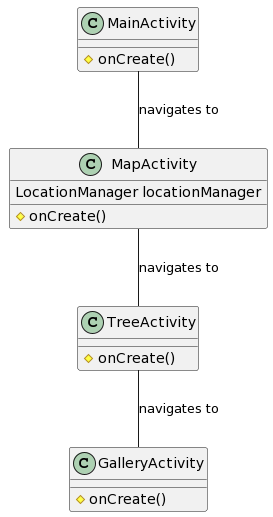 C MainActivity
onCreate()
navigates to
C MapActivity
LocationManager locationManager
onCreate()
navigates to
C TreeActivity
onCreate()
navigates to
C GalleryActivity
onCreate()